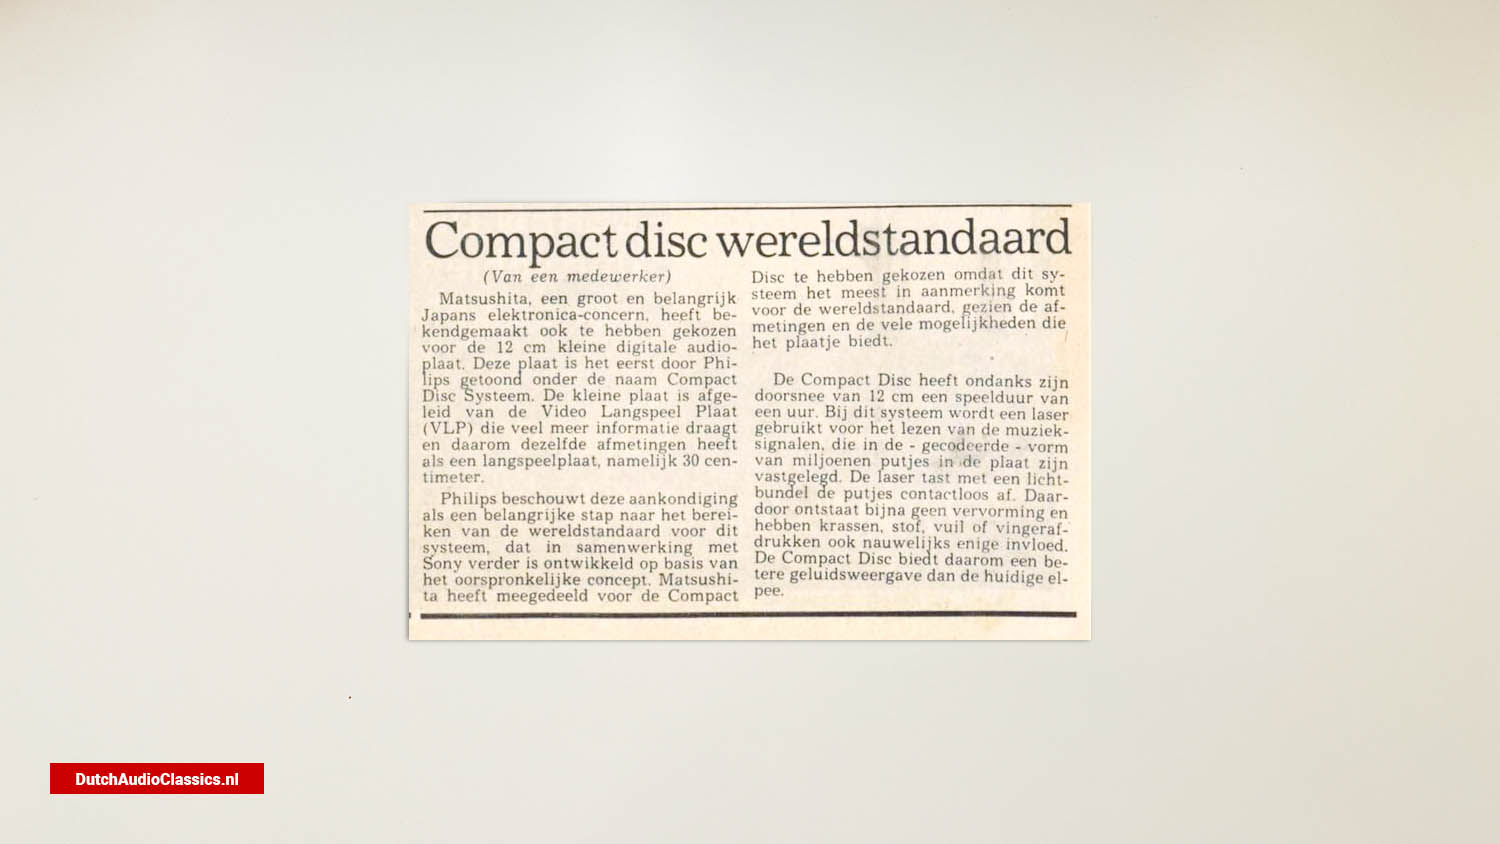 Compact disc wereldstandaard
(Van een medewerker)
Matsushita, een groot en belangrijk
Japans elektronica-concern, heeft be-
kendgemaakt ook te hebben gekozen
voor de 12 cm kleine digitale audio-
plaat. Deze plaat is het eerst door Phi-
lips getoond onder de naam Compact
Disc Systeem. De kleine plaat is afge-
leid van de Video Langspeel Plaat
(VLP) die veel meer informatie draagt
en daarom dezelfde afmetingen heeft
als een langspeelplaat, namelijk 30 cen-
timeter.
Philips beschouwt deze aankondiging
als een belangrijke stap naar het berei-
ken van de wereldstandaard voor dit
systeem, dat in samenwerking met
Sony verder is ontwikkeld op basis van
het oorspronkelijke concept. Matsushi-
ta heeft meegedeeld voor de Compact
Disc te hebben gekozen omdat dit sy-
steem het meest in aanmerking komt
voor de wereldstandaard, gezien de af-
metingen en de vele mogelijkheden die
het plaatje biedt.
De Compact Disc heeft ondanks zijn
doorsnee van 12 cm een speelduur van
een uur. Bij dit systeem wordt een laser
gebruikt voor het lezen van de muziek-
signalen, die in de - gecodeerde - vorm
van miljoenen putjes in de plaat zijn
vastgelegd. De laser tast met een licht-
bundel de putjes contactloos af. Daar-
door ontstaat bijna geen vervorming en
hebben krassen, stof, vuil of vingeraf-
drukken ook nauwelijks enige invloed.
De Compact Disc biedt daarom een be-
tere geluidsweergave dan de huidige el-
pee.
DutchAudioClassics.nl